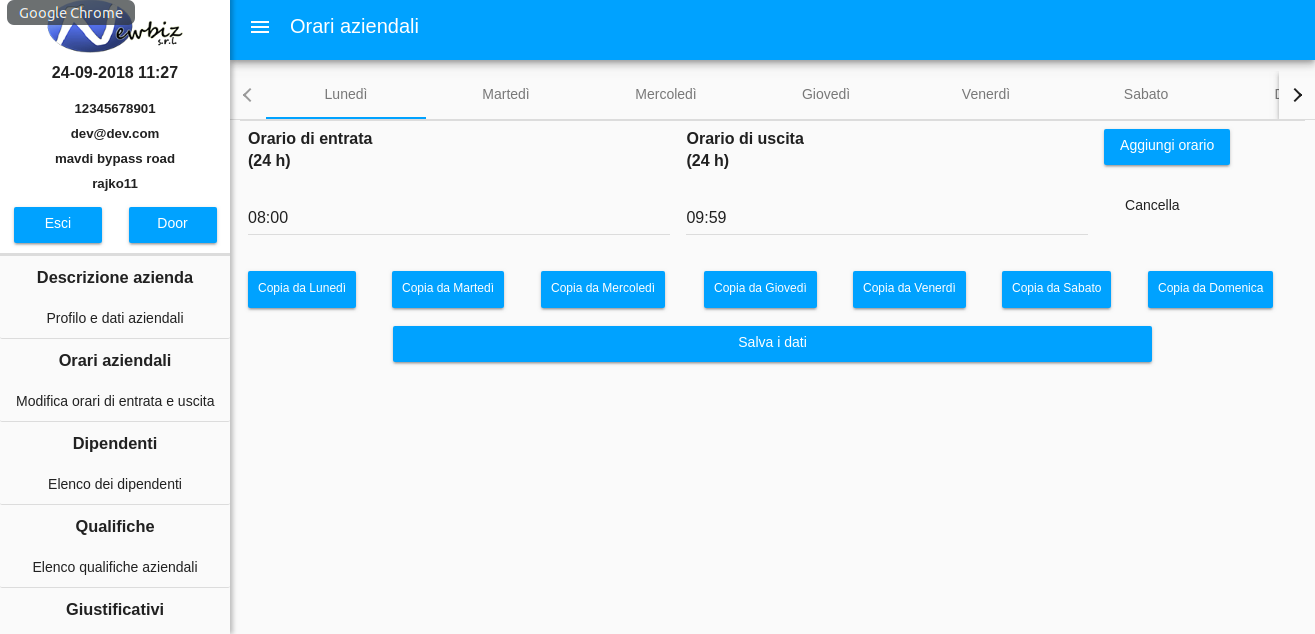 Google Chrome
ewbiz
s.r.l.
24-09-2018 11:27
12345678901
dev@dev.com
mavdi bypass road
rajko11
Esci Door
Descrizione azienda
Profilo e dati aziendali
Orari aziendali
Modifica orari di entrata e uscita
Dipendenti
Elenco dei dipendenti
Qualifiche
Elenco qualifiche aziendali
Giustificativi
Orari aziendali
Lunedì Martedì Mercoledì Giovedì Venerdì Sabato
Orario di entrata
(24 h)
Orario di uscita
(24 h)
Aggiungi orario
08:00 09:59 Cancella
Copia da Lunedì Copia da Martedì Copia da Mercoledì Copia da Giovedì Copia da Venerdì Copia da Sabato Copia da Domenica
Salva i dati